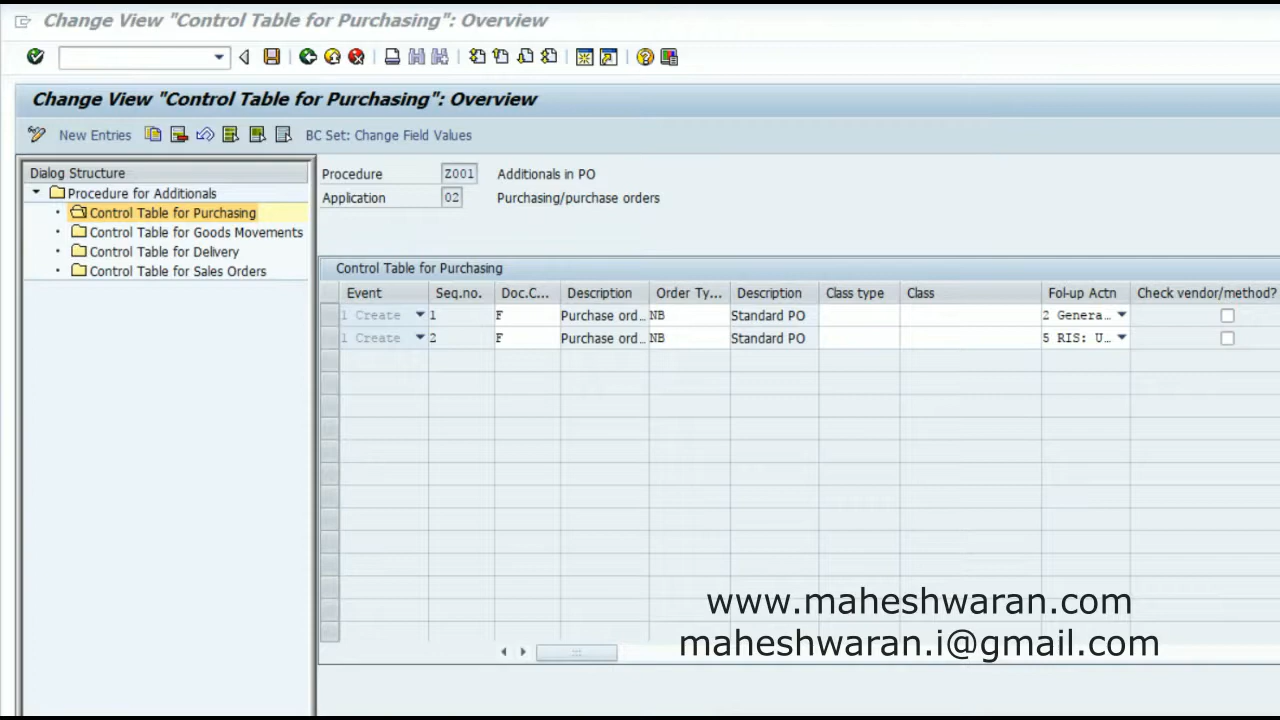 Change View "Control Table for Purchasing": Overview
Change View "Control Table for Purchasing": Overview
New Entries BC Set: Change Field Values
Dialog Structure
Procedure for Additionals
Control Table for Purchasing
Control Table for Goods Movements
Control Table for Delivery
Control Table for Sales Orders
Procedure Z001 Additionals in PO
Application 02 Purchasing/purchase orders
Control Table for Purchasing
Event Seq.no. Doc.C... Description Order Ty... Description Class type Class Fol-up Actn Check vendor/method?
1 Create 1 F Purchase ord... NB Standard PO 2 Genera...
1 Create 2 F Purchase ord... NB Standard PO 5 RIS: U...
www.maheshwaran.com
maheshwaran.i@gmail.com